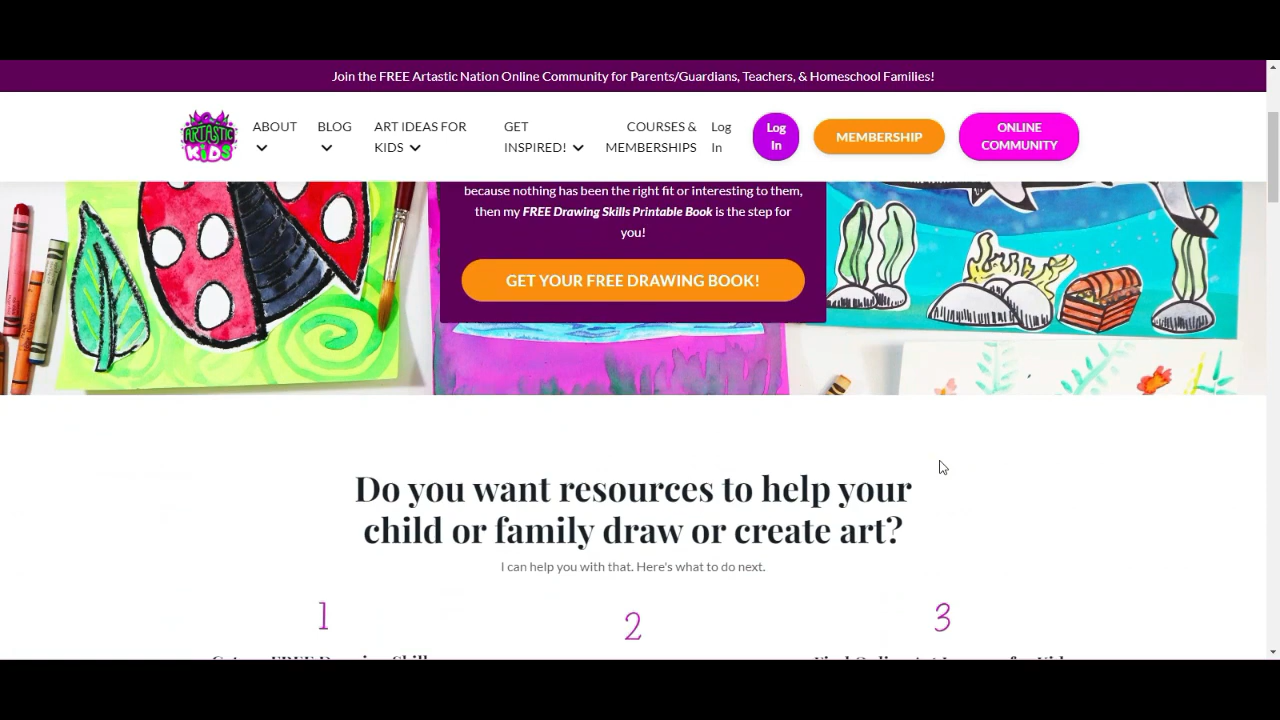 Join the FREE Artastic Nation Online Community for Parents/Guardians, Teachers, & Homeschool Families!
ARTASTIC
KiDS
ABOUT
BLOG
ART IDEAS FOR
KIDS
GET
INSPIRED!
COURSES &
MEMBERSHIPS
Log
In
Log
In
MEMBERSHIP
ONLINE
COMMUNITY
because nothing has been the right fit or interesting to them,
then my FREE Drawing Skills Printable Book is the step for
you!
GET YOUR FREE DRAWING BOOK!
Do you want resources to help your
child or family draw or create art?
I can help you with that. Here's what to do next.
1
2
3